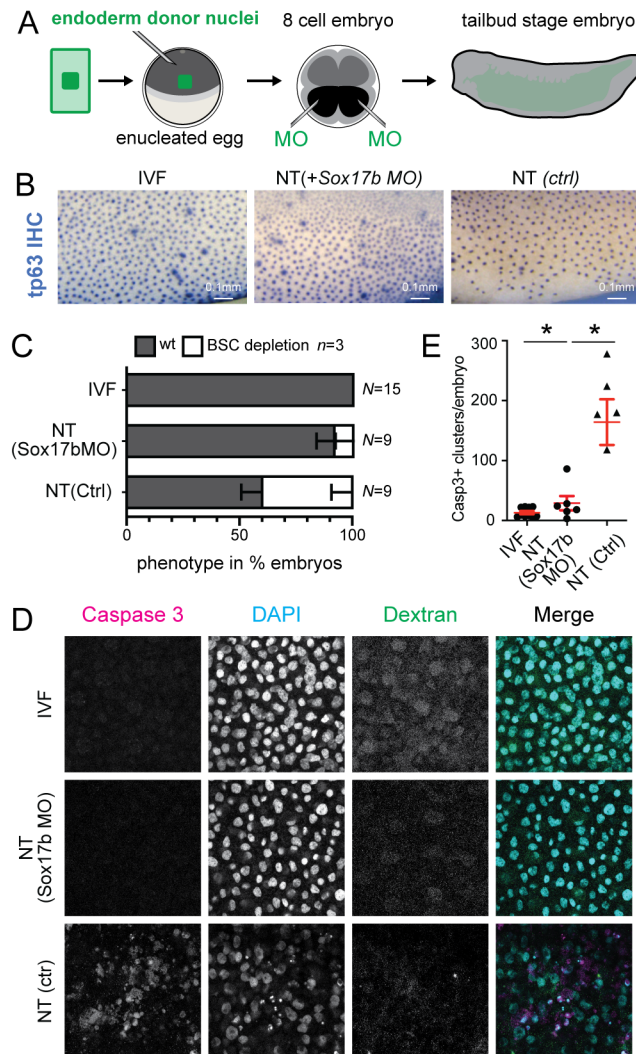 A
endoderm donor nuclei
8 cell embryo
tailbud stage embryo
enucleated egg
MO
MO
B
IVF
NT(+Sox17b MO)
NT (ctrl)
tp63 IHC
0.1mm
0.1mm
0.1mm
C
wt
BSC depletion n=3
IVF
N=15
NT
(Sox17bMO)
N=9
NT(Ctrl)
N=9
0
50
100
phenotype in % embryos
E
*
*
Casp3+ clusters/embryo
300
200
100
0
IVF
NT
(Sox17b
MO)
NT (Ctrl)
D
Caspase 3
DAPI
Dextran
Merge
IVF
NT
(Sox17b MO)
NT (ctr)